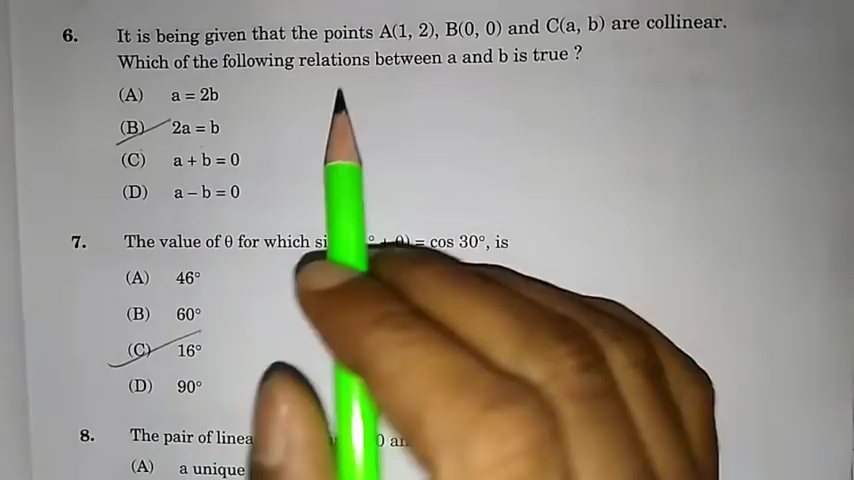 6. It is being given that the points A(1, 2), B(0, 0) and C(a, b) are collinear.
Which of the following relations between a and b is true ?
(A) a = 2b
(B) 2a = b
(C) a + b = 0
(D) a – b = 0
7. The value of θ for which si ° + θ) = cos 30°, is
(A) 46°
(B) 60°
(C) 16°
(D) 90°
8. The pair of linea 0 an
(A) a unique